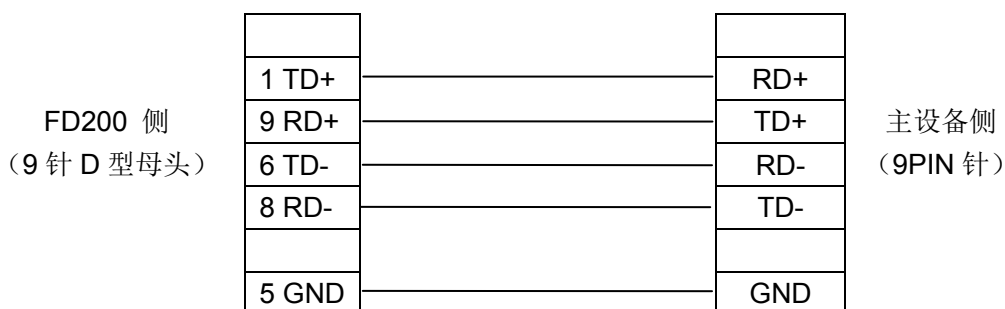 1 TD+ RD+
FD200 侧 9 RD+ TD+ 主设备侧
（9 针 D 型母头） 6 TD- RD- （9PIN 针）
8 RD- TD-
5 GND GND